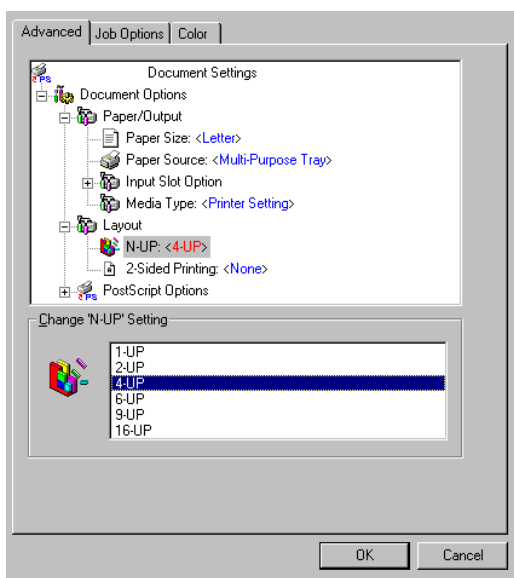 Advanced
Job Options
Color
Document Settings
Document Options
Paper/Output
Paper Size: <Letter>
Paper Source: <Multi-Purpose Tray>
Input Slot Option
Media Type: <Printer Setting>
Layout
N-UP: <4-UP>
2-Sided Printing: <None>
PostScript Options
Change 'N-UP' Setting
1-UP
2-UP
4-UP
6-UP
9-UP
16-UP
OK
Cancel